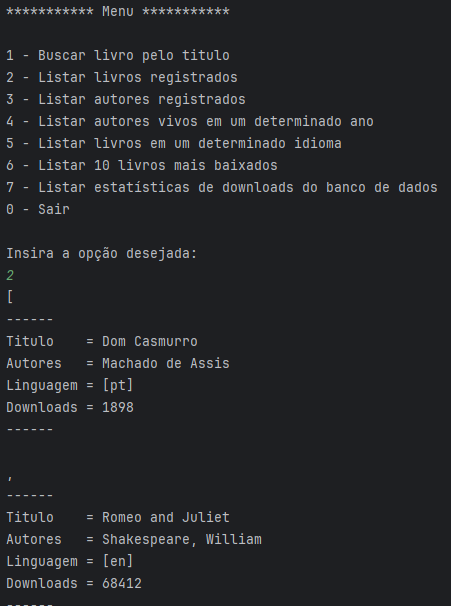 *********** Menu ***********
1 - Buscar livro pelo titulo
2 - Listar livros registrados
3 - Listar autores registrados
4 - Listar autores vivos em um determinado ano
5 - Listar livros em um determinado idioma
6 - Listar 10 livros mais baixados
7 - Listar estatísticas de downloads do banco de dados
0 - Sair
Insira a opção desejada:
2
[
------
Titulo    = Dom Casmurro
Autores   = Machado de Assis
Linguagem = [pt]
Downloads = 1898
------
,
------
Titulo    = Romeo and Juliet
Autores   = Shakespeare, William
Linguagem = [en]
Downloads = 68412
------